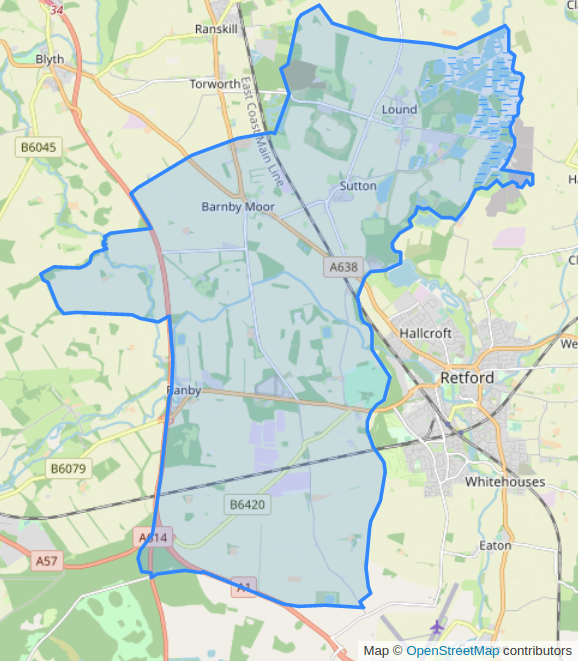 34
Ranskill
Blyth
Torworth
East Coast Main Line
Lound
B6045
Sutton
Barnby Moor
A638
Hallcroft
Retford
Ranby
B6079
Whitehouses
B6420
A614
Eaton
A57
A1
Map © OpenStreetMap contributors